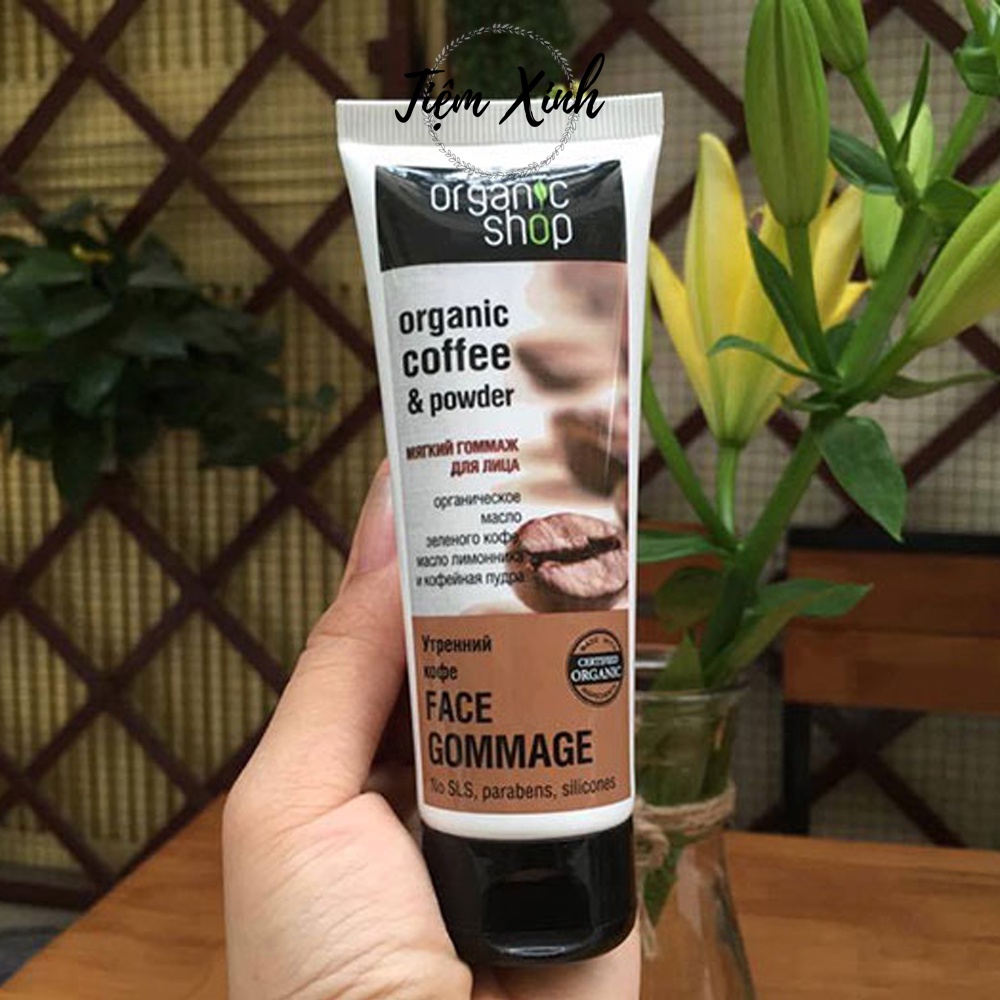 Tiệm Xinh
organic
shop
organic
coffee
& powder
мягкий гоммаж
для лица
органическое
масло
зеленого кофе
масло лимонника
и кофейная пудра
Утренний
кофе
CERTIFIED
ORGANIC
FACE
GOMMAGE
No SLS, parabens, silicones